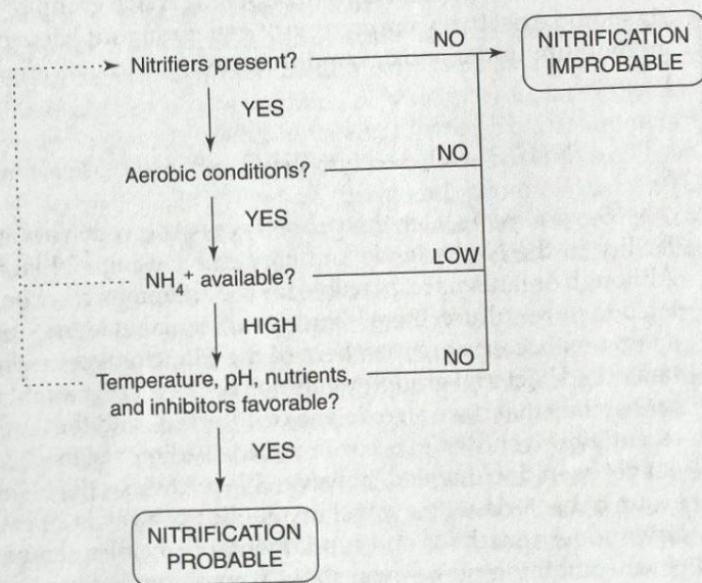 Nitrifiers present?
NO
NITRIFICATION
IMPROBABLE
YES
Aerobic conditions?
NO
YES
NH₄⁺ available?
LOW
HIGH
Temperature, pH, nutrients,
and inhibitors favorable?
NO
YES
NITRIFICATION
PROBABLE